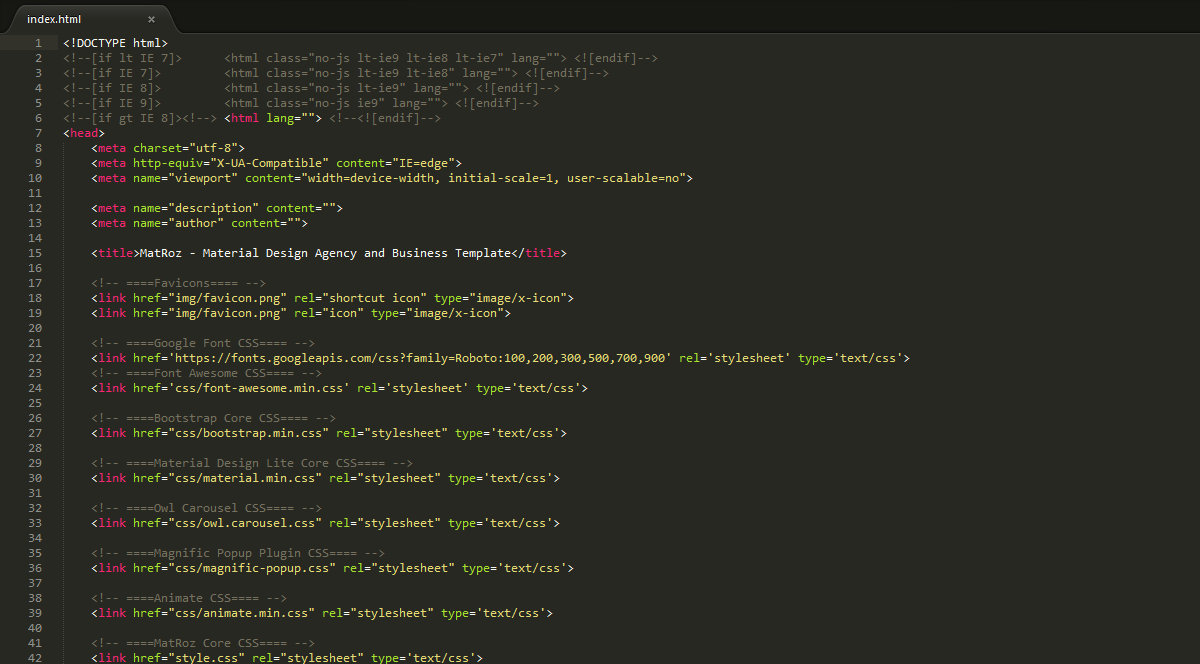 index.html ×
1 <!DOCTYPE html>
2 <!--[if lt IE 7]>      <html class="no-js lt-ie9 lt-ie8 lt-ie7" lang=""> <![endif]-->
3 <!--[if IE 7]>         <html class="no-js lt-ie9 lt-ie8" lang=""> <![endif]-->
4 <!--[if IE 8]>         <html class="no-js lt-ie9" lang=""> <![endif]-->
5 <!--[if IE 9]>         <html class="no-js ie9" lang=""> <![endif]-->
6 <!--[if gt IE 8]><!--> <html lang=""> <!--<![endif]-->
7 <head>
8     <meta charset="utf-8">
9     <meta http-equiv="X-UA-Compatible" content="IE=edge">
10     <meta name="viewport" content="width=device-width, initial-scale=1, user-scalable=no">
11
12     <meta name="description" content="">
13     <meta name="author" content="">
14
15     <title>MatRoz - Material Design Agency and Business Template</title>
16
17     <!-- ====Favicons==== -->
18     <link href="img/favicon.png" rel="shortcut icon" type="image/x-icon">
19     <link href="img/favicon.png" rel="icon" type="image/x-icon">
20
21     <!-- ====Google Font CSS==== -->
22     <link href='https://fonts.googleapis.com/css?family=Roboto:100,200,300,500,700,900' rel='stylesheet' type='text/css'>
23     <!-- ====Font Awesome CSS==== -->
24     <link href='css/font-awesome.min.css' rel='stylesheet' type='text/css'>
25
26     <!-- ====Bootstrap Core CSS==== -->
27     <link href="css/bootstrap.min.css" rel="stylesheet" type='text/css'>
28
29     <!-- ====Material Design Lite Core CSS==== -->
30     <link href="css/material.min.css" rel="stylesheet" type='text/css'>
31
32     <!-- ====Owl Carousel CSS==== -->
33     <link href="css/owl.carousel.css" rel="stylesheet" type='text/css'>
34
35     <!-- ====Magnific Popup Plugin CSS==== -->
36     <link href="css/magnific-popup.css" rel="stylesheet" type='text/css'>
37
38     <!-- ====Animate CSS==== -->
39     <link href="css/animate.min.css" rel="stylesheet" type='text/css'>
40
41     <!-- ====MatRoz Core CSS==== -->
42     <link href="style.css" rel="stylesheet" type='text/css'>